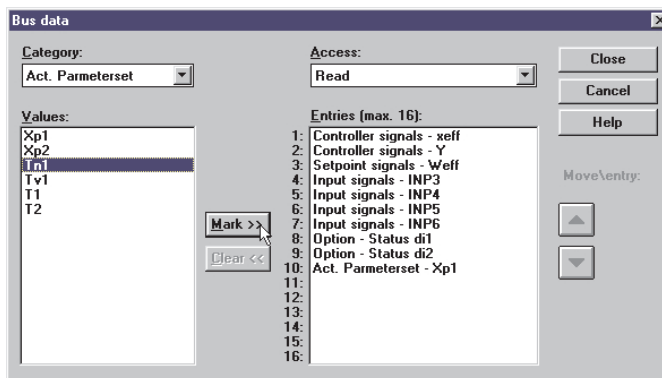 Bus data
Category:
Act. Parmeterset
Access:
Read
Close
Cancel
Help
Values:
Xp1
Xp2
Tn1
Tv1
T1
T2
Mark >>
Clear <<
Entries (max. 16):
1: Controller signals - xeff
2: Controller signals - Y
3: Setpoint signals - Weff
4: Input signals - INP3
5: Input signals - INP4
6: Input signals - INP5
7: Input signals - INP6
8: Option - Status di1
9: Option - Status di2
10: Act. Parmeterset - Xp1
11:
12:
13:
14:
15:
16:
Move\entry: